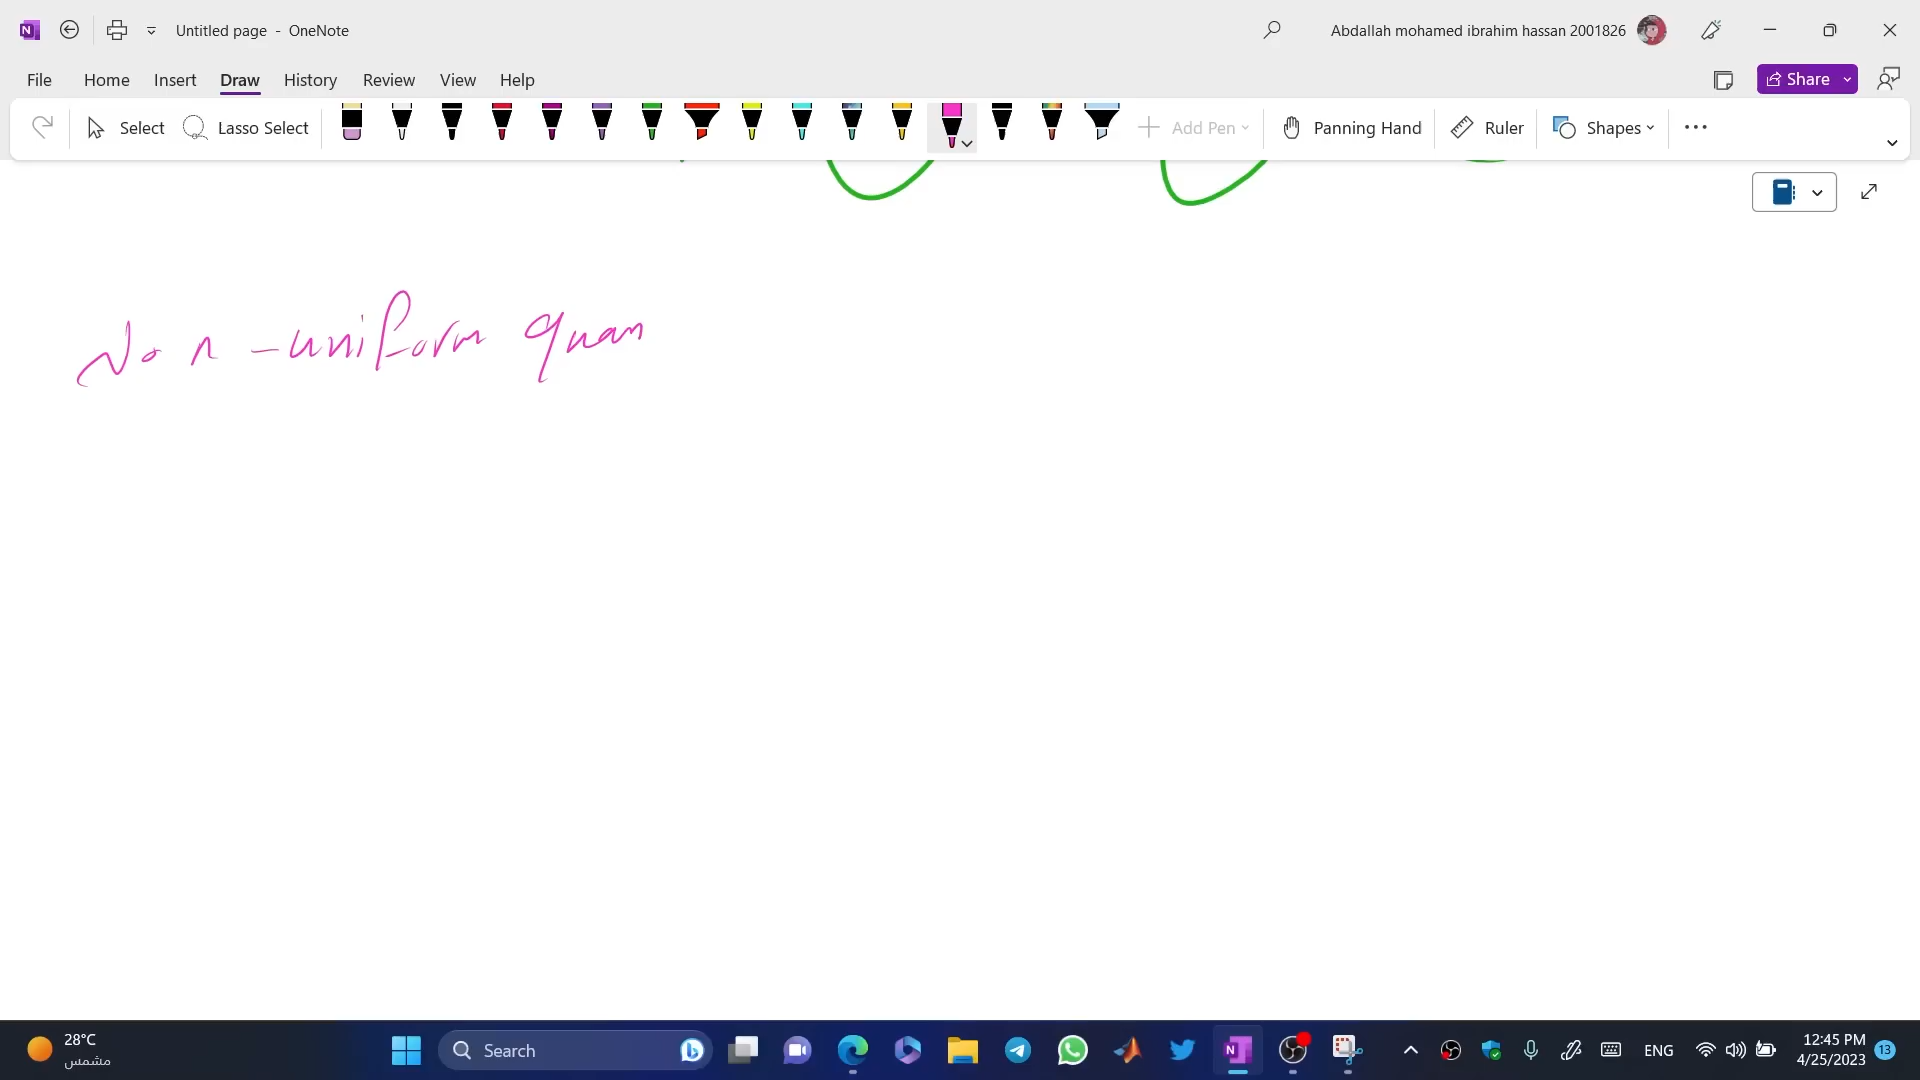 Untitled page - OneNote
Abdallah mohamed ibrahim hassan 2001826
File Home Insert Draw History Review View Help
Share
Select Lasso Select Add Pen Panning Hand Ruler Shapes
Non-uniform quan
28°C
مشمس
Search
ENG
12:45 PM
4/25/2023
13